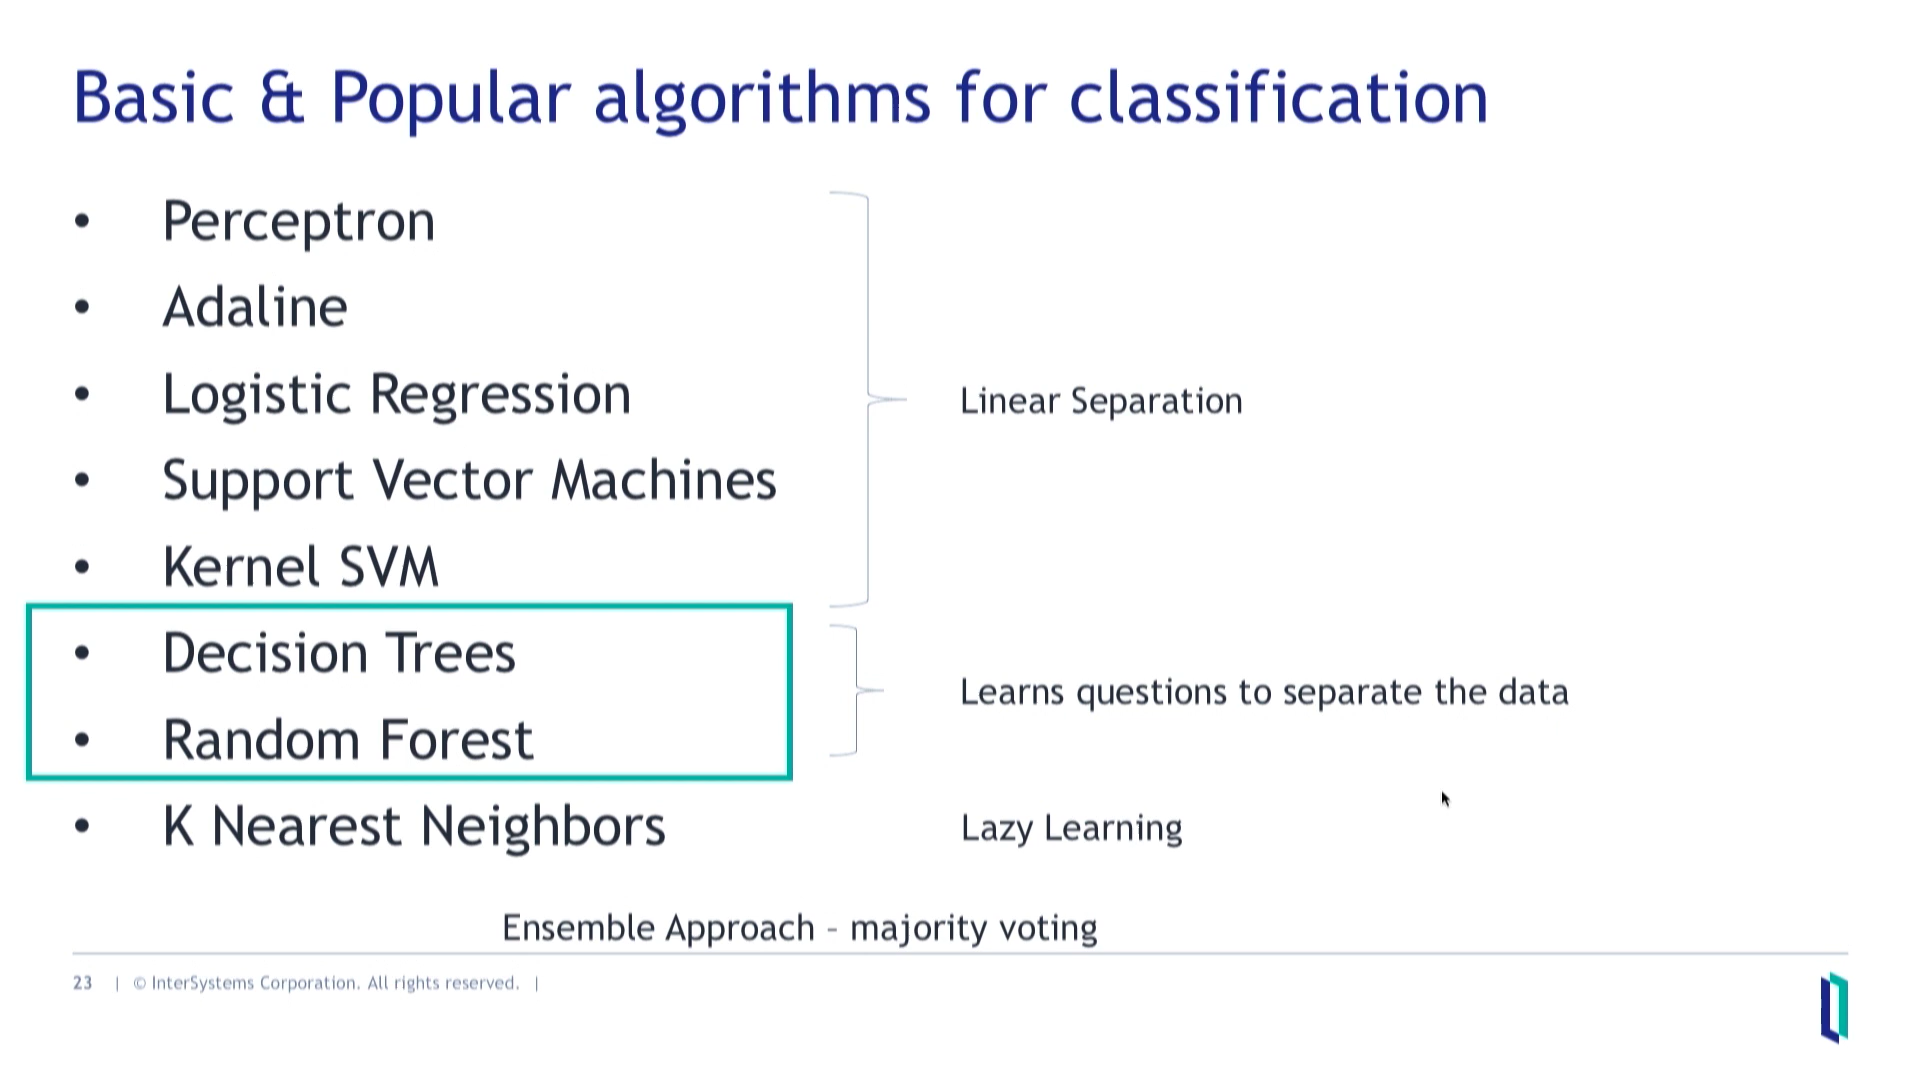 Basic & Popular algorithms for classification
• Perceptron
• Adaline
• Logistic Regression
• Support Vector Machines
• Kernel SVM
Linear Separation
• Decision Trees
• Random Forest
Learns questions to separate the data
• K Nearest Neighbors
Lazy Learning
Ensemble Approach - majority voting
23 | © InterSystems Corporation. All rights reserved. |